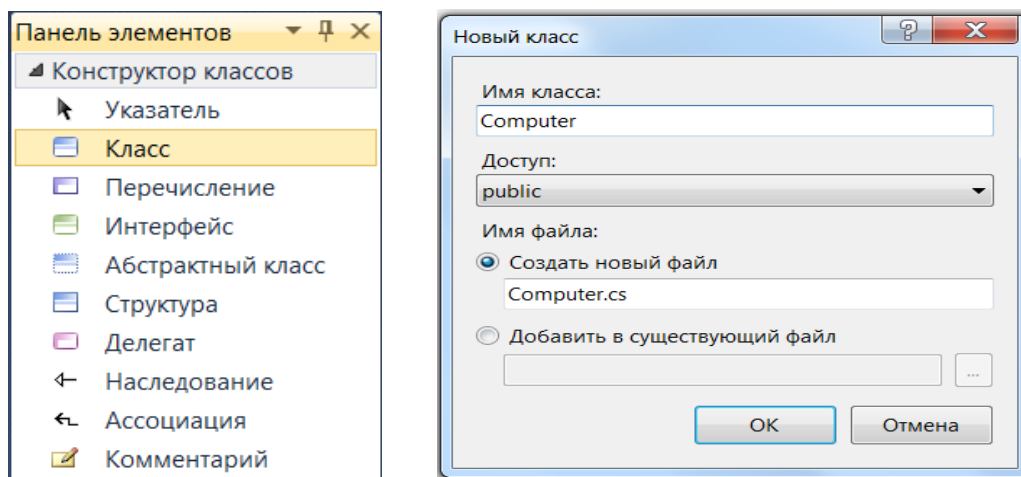 Панель элементов
Конструктор классов
Указатель
Класс
Перечисление
Интерфейс
Абстрактный класс
Структура
Делегат
Наследование
Ассоциация
Комментарий
Новый класс
Имя класса:
Computer
Доступ:
public
Имя файла:
Создать новый файл
Computer.cs
Добавить в существующий файл
...
OK
Отмена